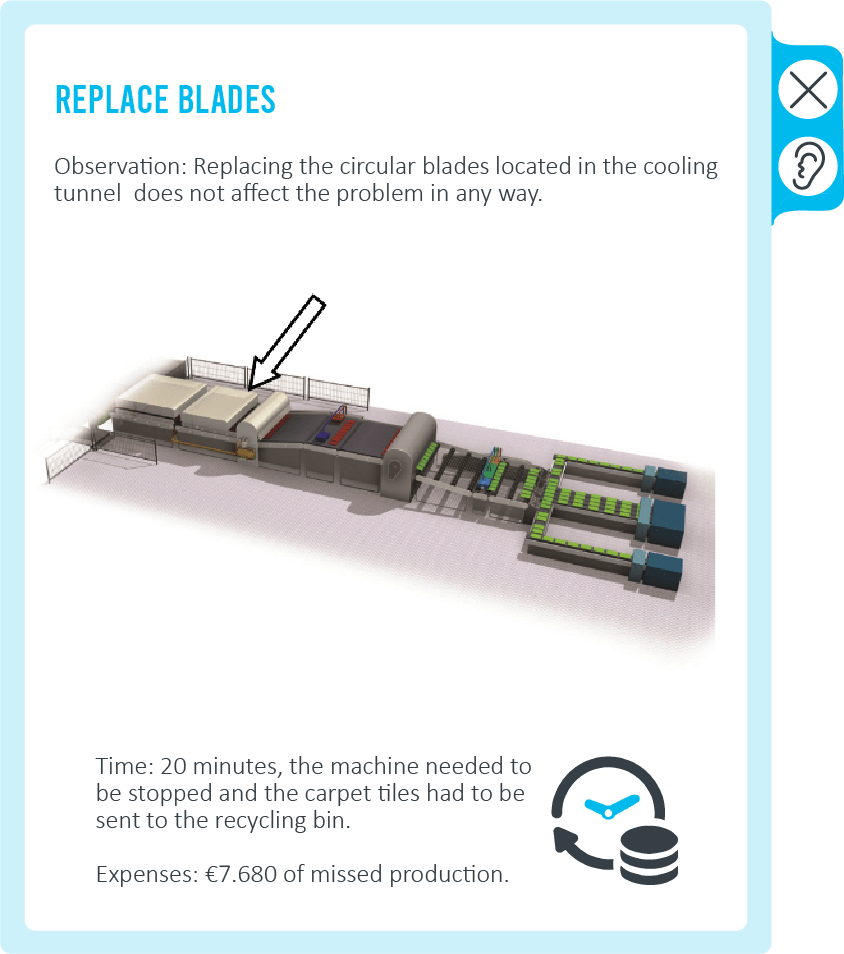 REPLACE BLADES
Observation: Replacing the circular blades located in the cooling
tunnel  does not affect the problem in any way.
Time: 20 minutes, the machine needed to
be stopped and the carpet tiles had to be
sent to the recycling bin.
Expenses: €7.680 of missed production.